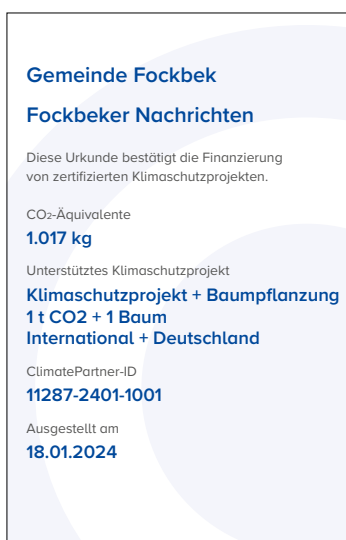 Gemeinde Fockbek
Fockbeker Nachrichten
Diese Urkunde bestätigt die Finanzierung
von zertifizierten Klimaschutzprojekten.
CO₂-Äquivalente
1.017 kg
Unterstütztes Klimaschutzprojekt
Klimaschutzprojekt + Baumpflanzung
1 t CO2 + 1 Baum
International + Deutschland
ClimatePartner-ID
11287-2401-1001
Ausgestellt am
18.01.2024